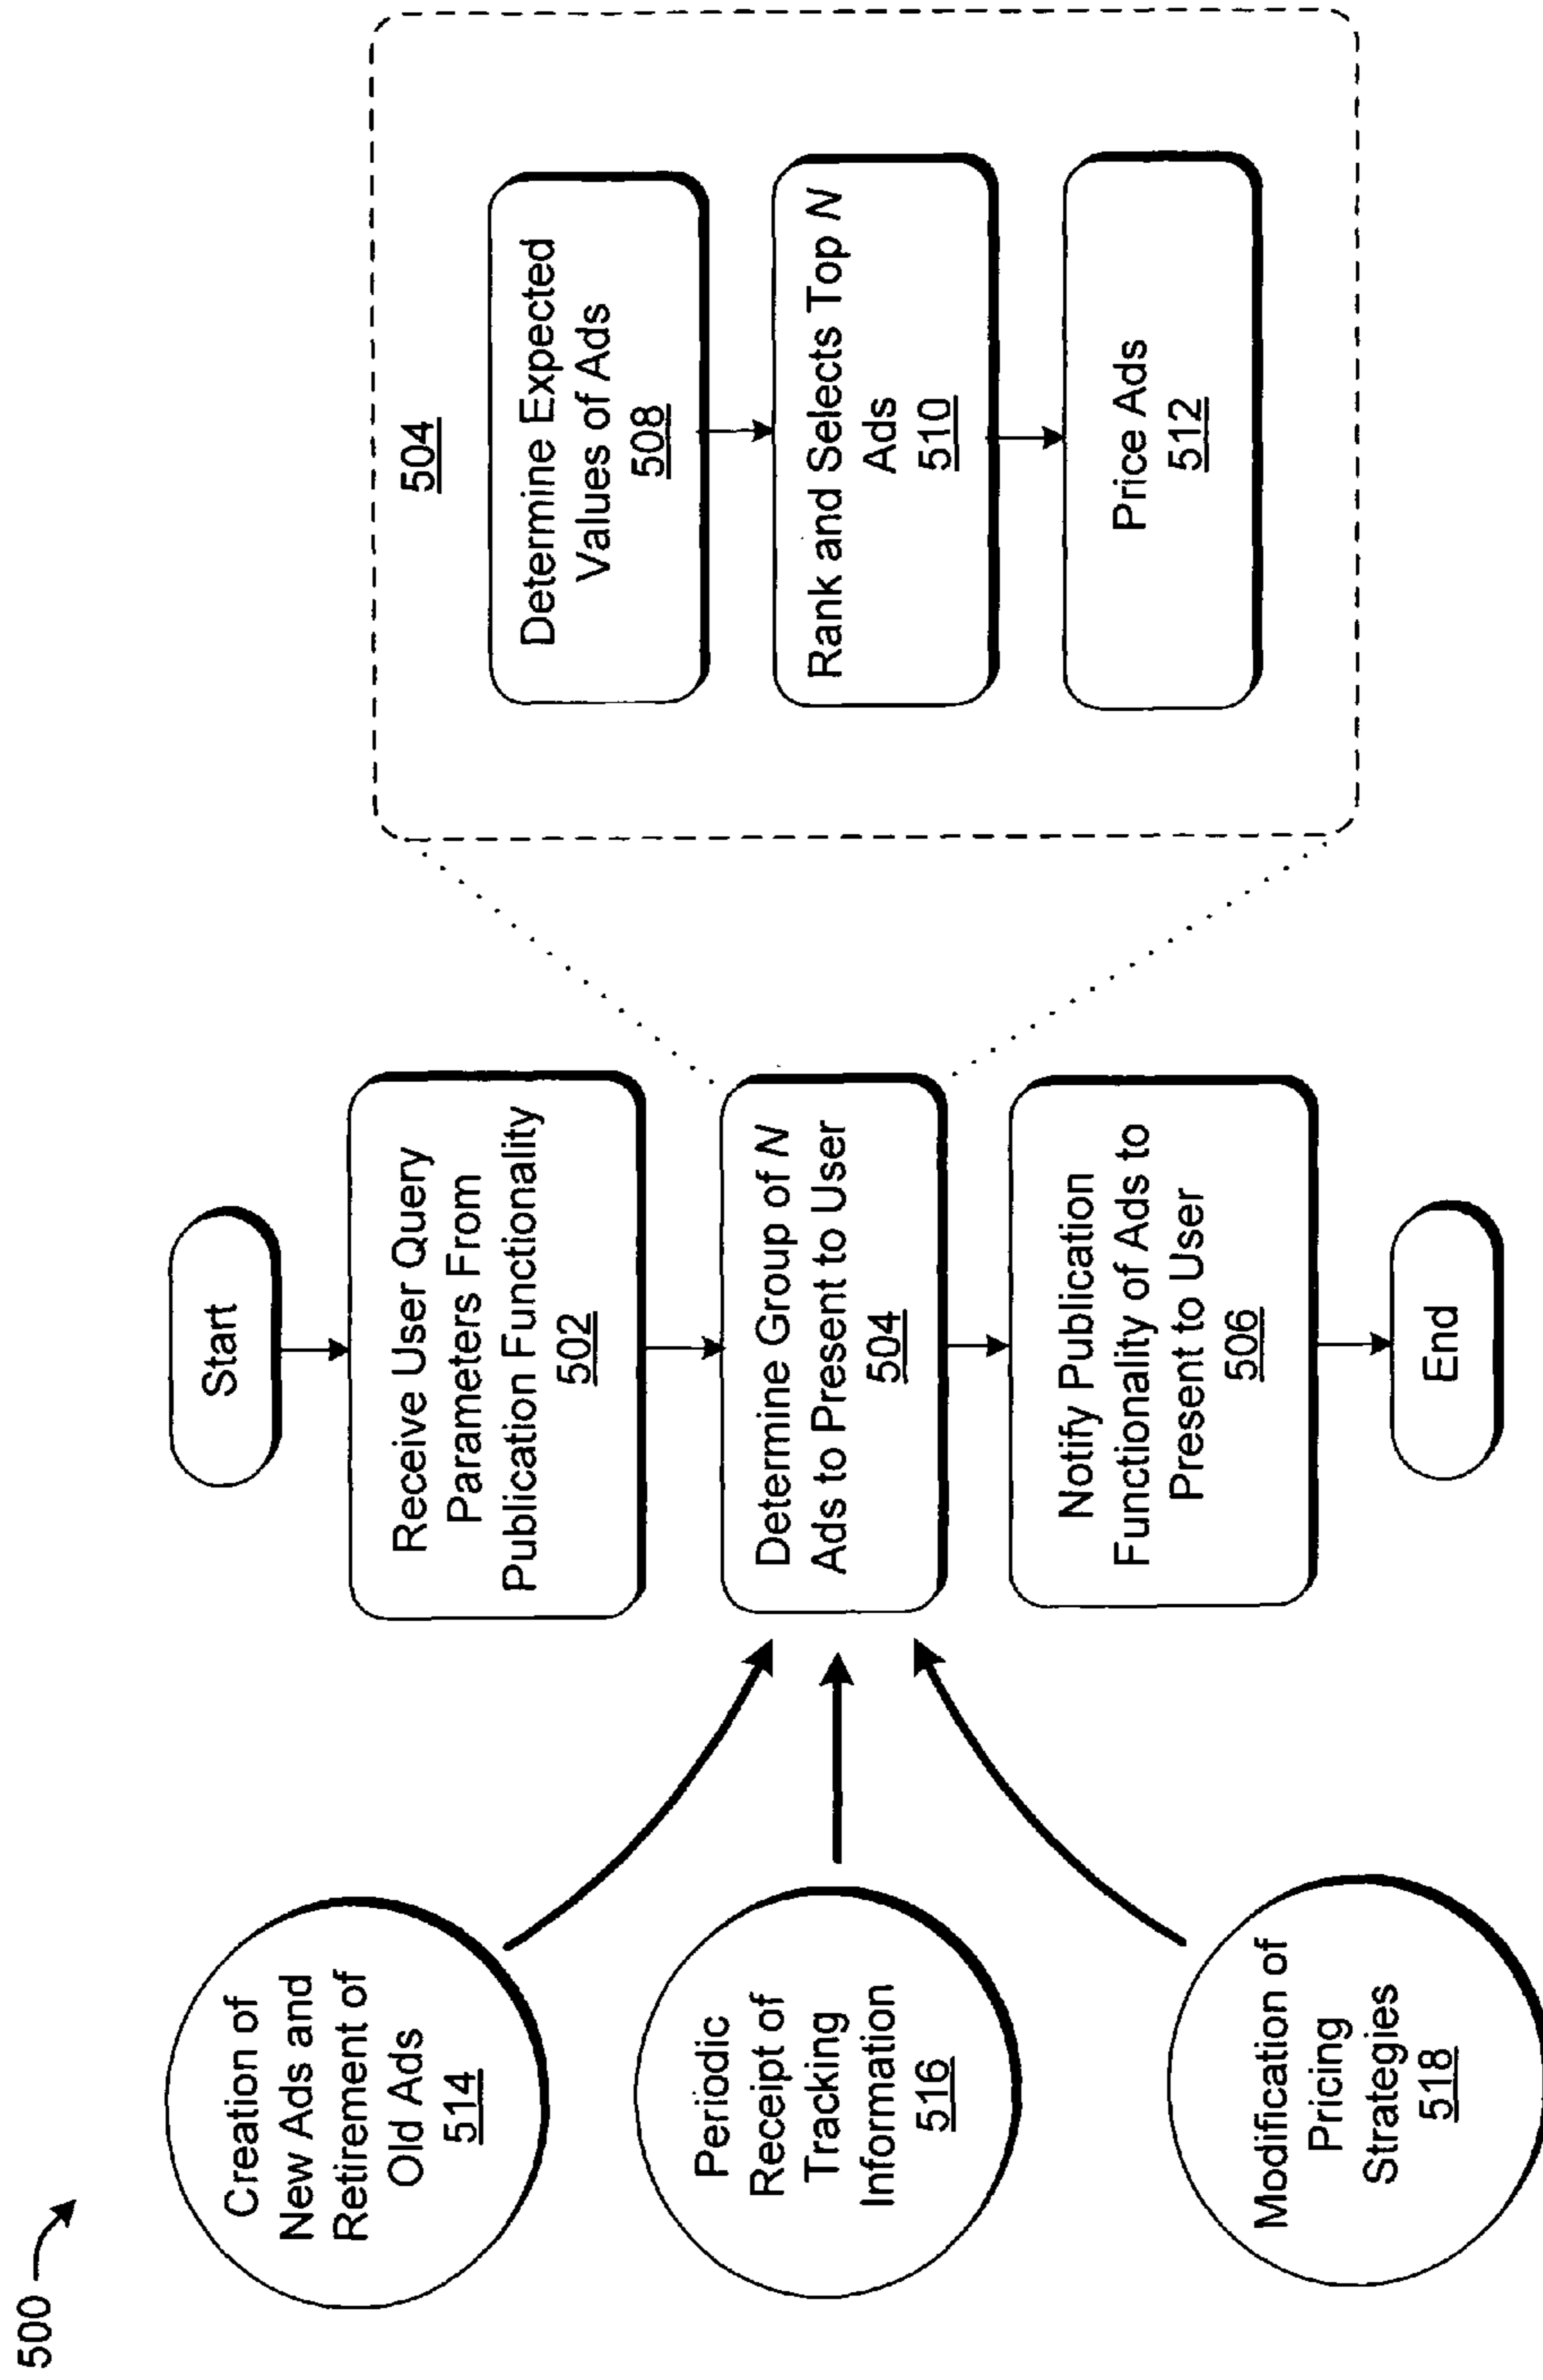 500
Creation of
New Ads and
Retirement of
Old Ads
514
Periodic
Receipt of
Tracking
Information
516
Modification of
Pricing
Strategies
518
Start
Receive User Query
Parameters From
Publication Functionality
502
Determine Group of N
Ads to Present to User
504
Notify Publication
Functionality of Ads to
Present to User
506
End
504
Determine Expected
Values of Ads
508
Rank and Selects Top N
Ads
510
Price Ads
512